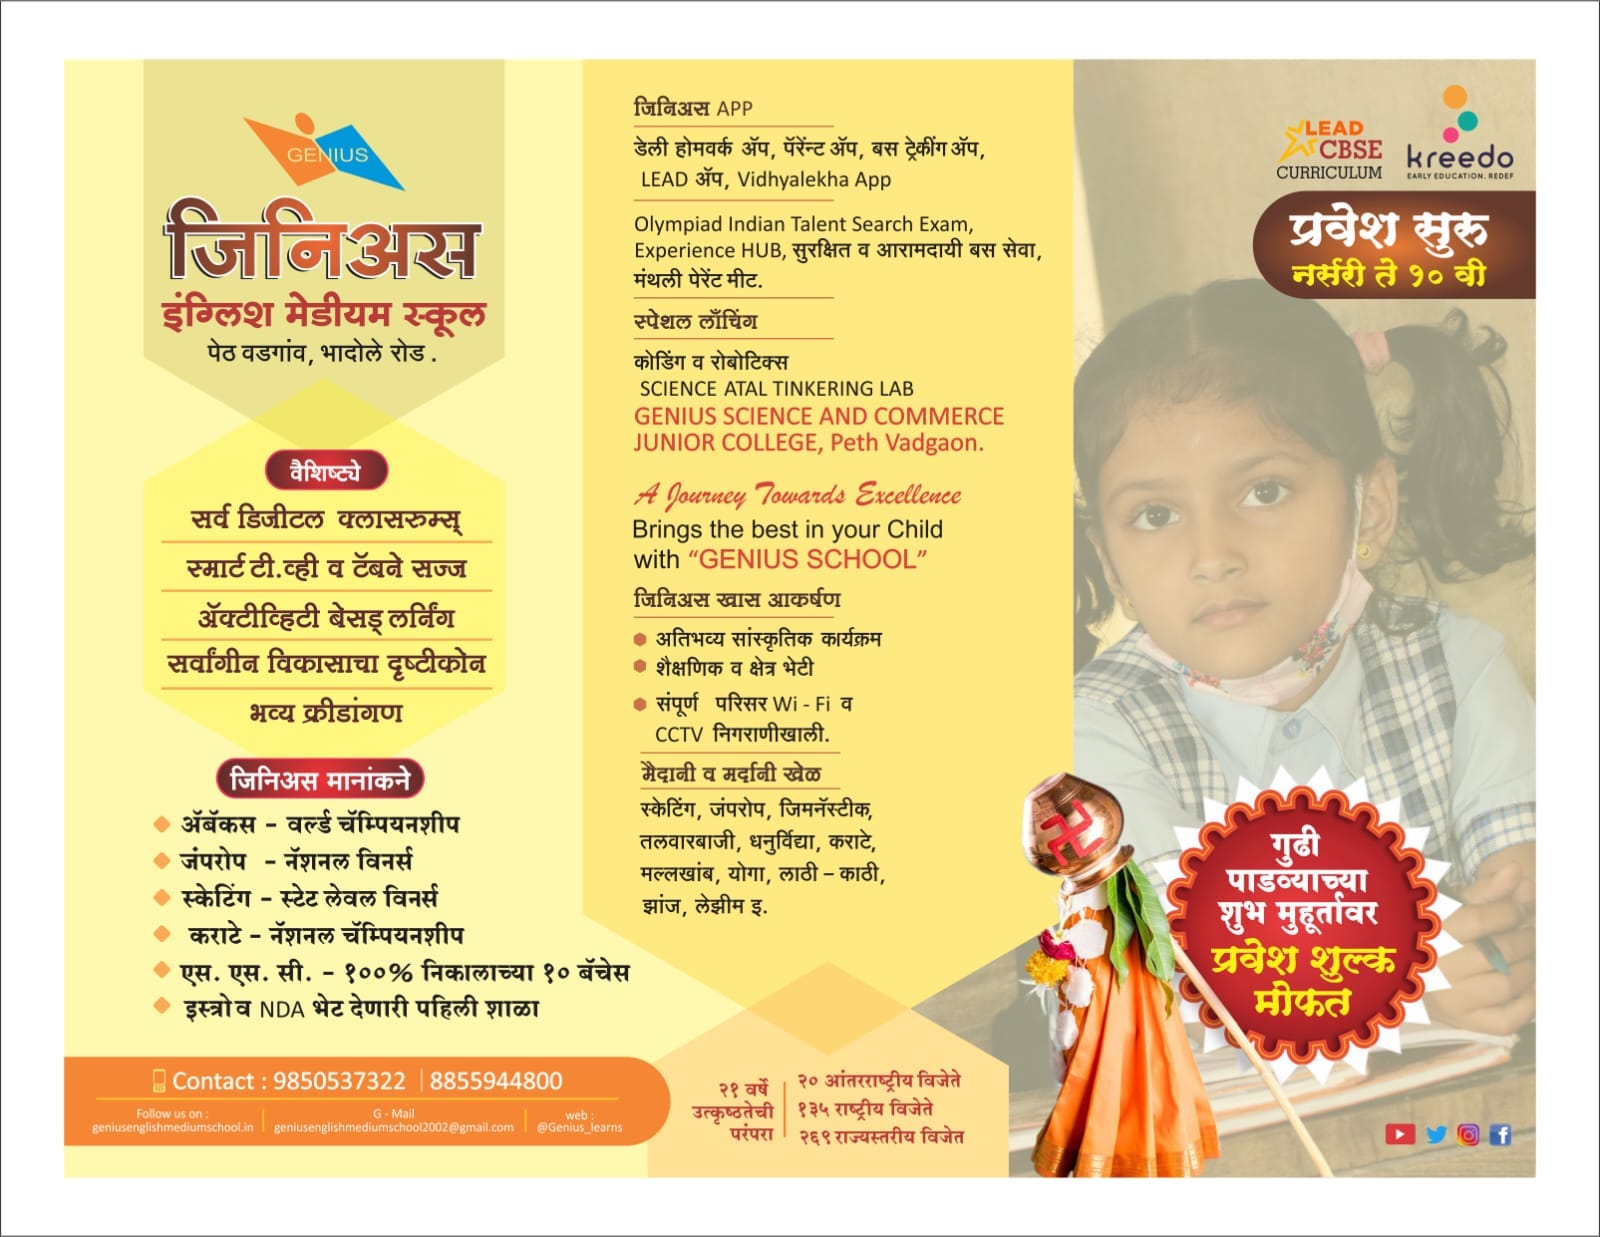 GENIUS
जिनिअस
इंग्लिश मेडीयम स्कूल
पेठ वडगांव, भादोले रोड .
वैशिष्ट्ये
सर्व डिजीटल क्लासरुम्स्
स्मार्ट टी.व्ही व टॅबने सज्ज
ॲक्टीव्हिटी बेसड् लर्निंग
सर्वांगीन विकासाचा दृष्टीकोन
भव्य क्रीडांगण
जिनिअस मानांकने
ॲबॅकस - वर्ल्ड चॅम्पियनशीप
जंपरोप - नॅशनल विनर्स
स्केटिंग - स्टेट लेवल विनर्स
कराटे - नॅशनल चॅम्पियनशीप
एस. एस. सी. - १००% निकालाच्या १० बॅचेस
इस्त्रो व NDA भेट देणारी पहिली शाळा
Contact : 9850537322 | 8855944800
Follow us on :
geniusenglishmediumschool.in
G - Mail
geniusenglishmediumschool2002@gmail.com
web :
@Genius_learns
जिनिअस APP
डेली होमवर्क ॲप, पॅरेंन्ट ॲप, बस ट्रेकींग ॲप,
LEAD ॲप, Vidhyalekha App
Olympiad Indian Talent Search Exam,
Experience HUB, सुरक्षित व आरामदायी बस सेवा,
मंथली पेरेंट मीट.
स्पेशल लाँचिंग
कोडिंग व रोबोटिक्स
SCIENCE ATAL TINKERING LAB
GENIUS SCIENCE AND COMMERCE
JUNIOR COLLEGE, Peth Vadgaon.
A Journey Towards Excellence
Brings the best in your Child
with “GENIUS SCHOOL”
जिनिअस खास आकर्षण
अतिभव्य सांस्कृतिक कार्यक्रम
शैक्षणिक व क्षेत्र भेटी
संपूर्ण परिसर Wi - Fi व
CCTV निगराणीखाली.
मैदानी व मर्दानी खेळ
स्केटिंग, जंपरोप, जिमनॅस्टीक,
तलवारबाजी, धनुर्विद्या, कराटे,
मल्लखांब, योगा, लाठी – काठी,
झांज, लेझीम इ.
२१ वर्षे
उत्कृष्ठतेची
परंपरा
२० आंतरराष्ट्रीय विजेते
१३५ राष्ट्रीय विजेते
२६९ राज्यस्तरीय विजेत
LEAD
CBSE
CURRICULUM
kreedo
EARLY EDUCATION. REDEF
प्रवेश सुरु
नर्सरी ते १० वी
गुढी
पाडव्याच्या
शुभ मुहूर्तावर
प्रवेश शुल्क
मोफत